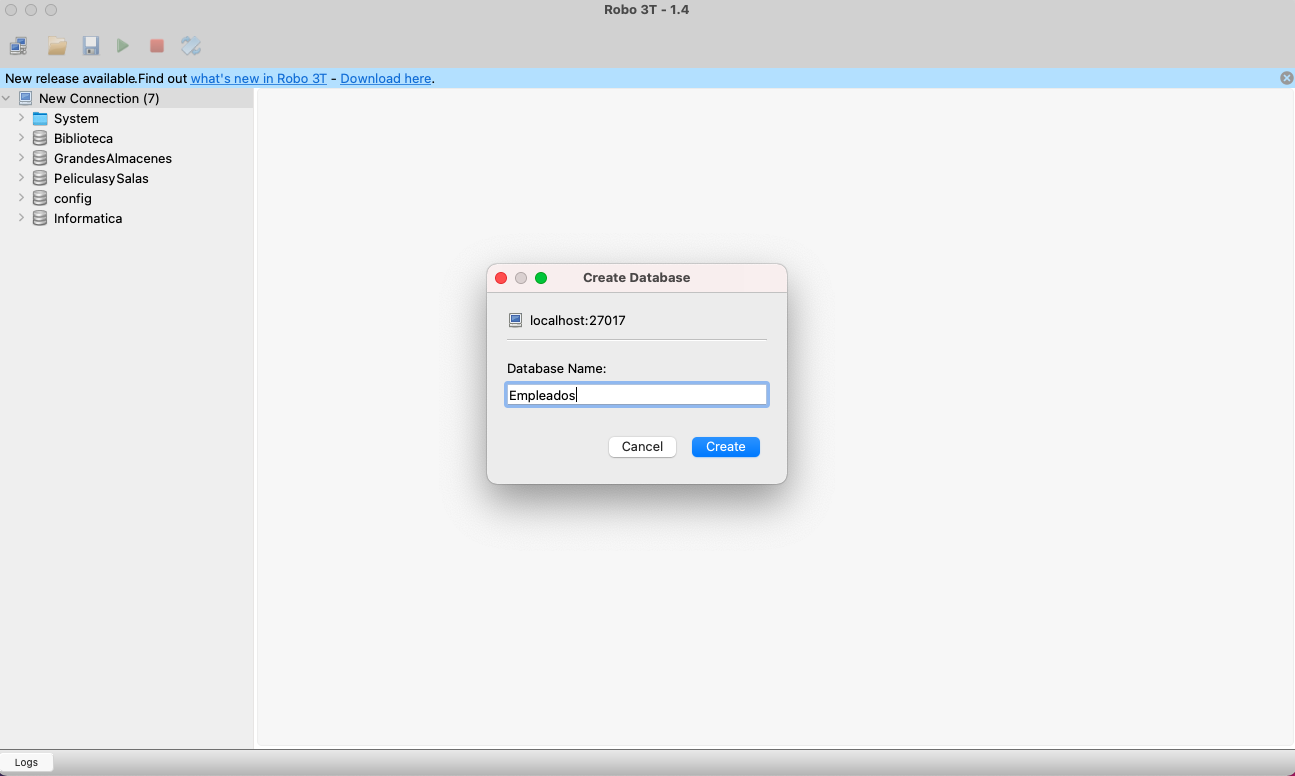 Robo 3T - 1.4
New release available.Find out what's new in Robo 3T - Download here.
New Connection (7)
System
Biblioteca
GrandesAlmacenes
PeliculasySalas
config
Informatica
Create Database
localhost:27017
Database Name:
Empleados
Cancel Create
Logs